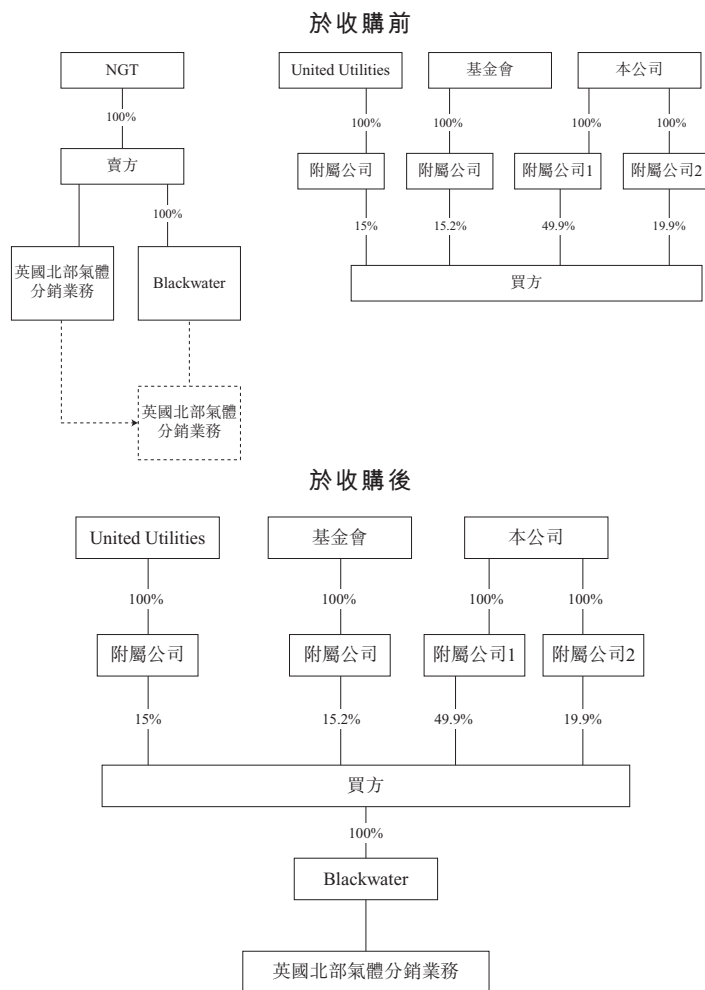 於收購前
NGT
United Utilities
基金會
本公司
100%
100%
100%
100%
100%
賣方
附屬公司
附屬公司
附屬公司1
附屬公司2
100%
15%
15.2%
49.9%
19.9%
英國北部氣體
分銷業務
Blackwater
買方
英國北部氣體
分銷業務
於收購後
United Utilities
基金會
本公司
100%
100%
100%
100%
附屬公司
附屬公司
附屬公司1
附屬公司2
15%
15.2%
49.9%
19.9%
買方
100%
Blackwater
英國北部氣體分銷業務